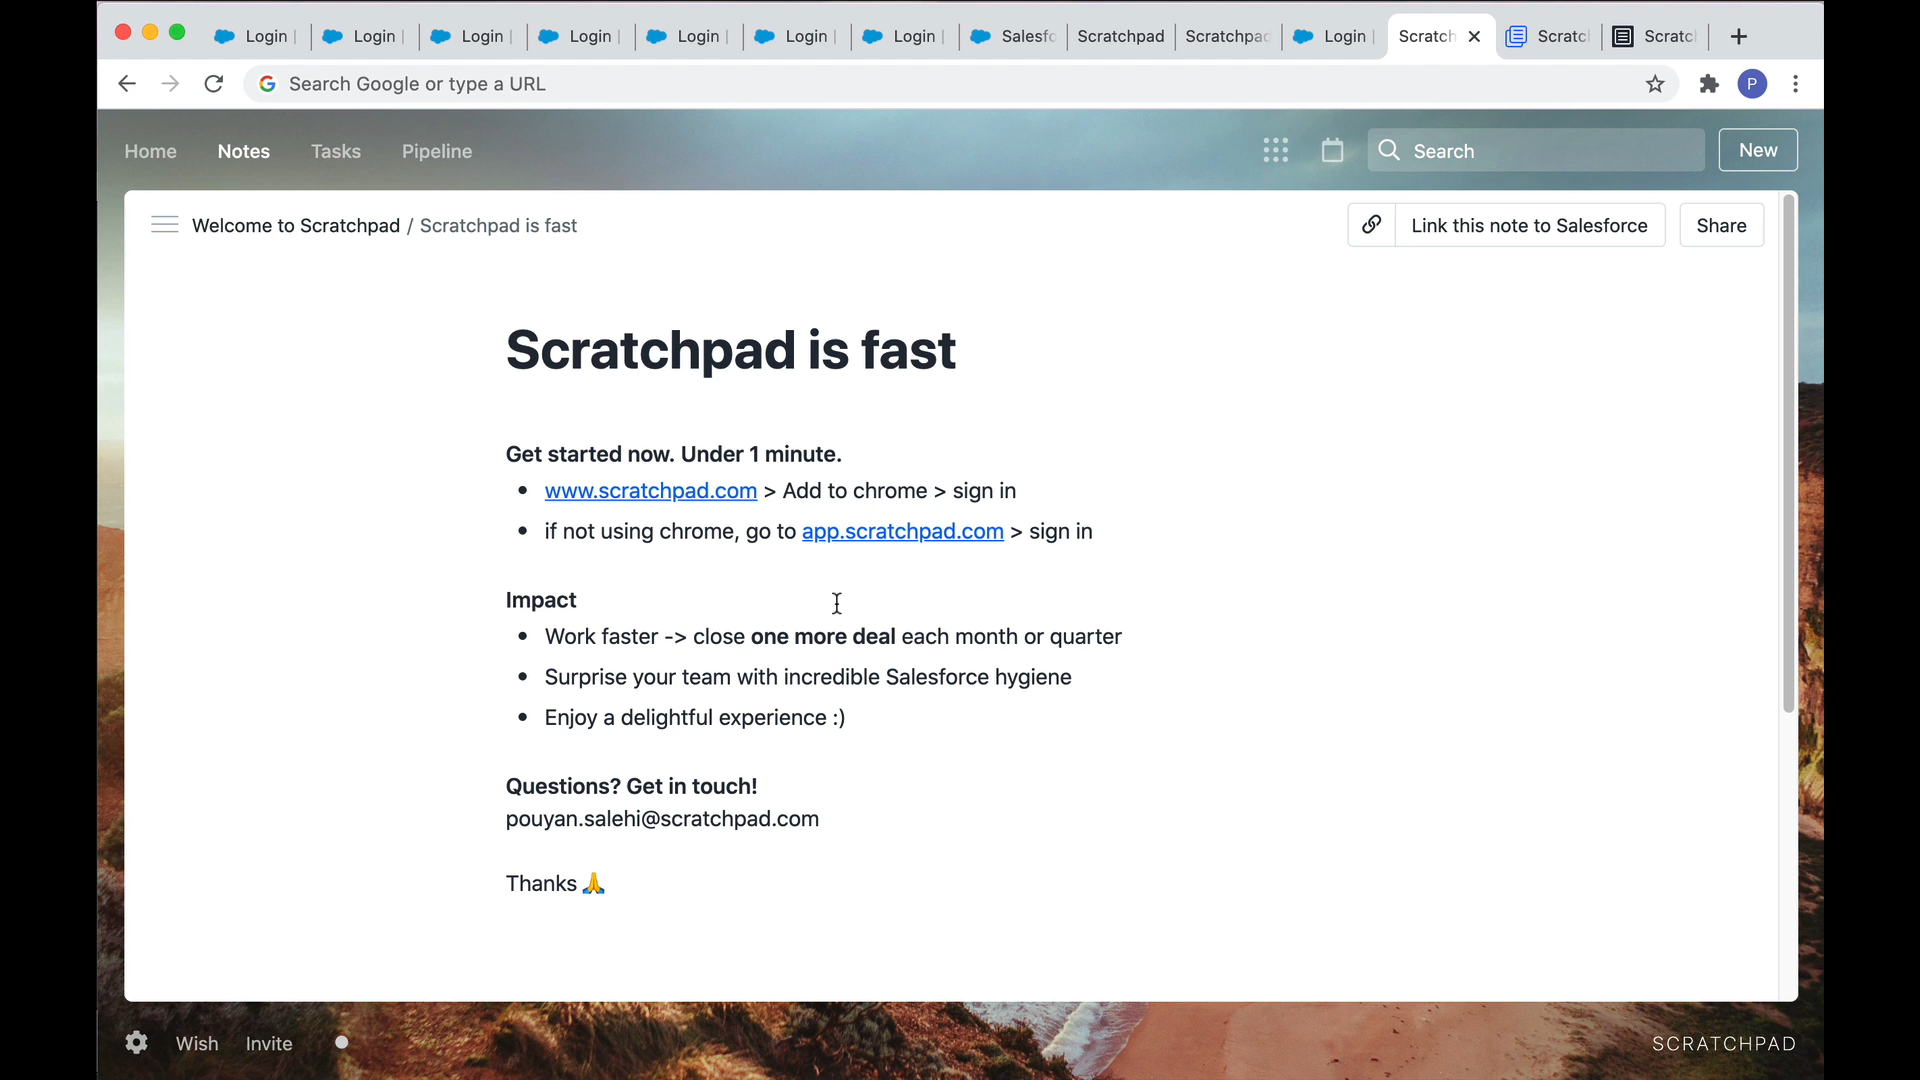 Login Login Login Login Login Login Login Salesfo Scratchpad Scratchpad Login Scratch Scratc Scratc
Search Google or type a URL P
Home Notes Tasks Pipeline Search New
Welcome to Scratchpad / Scratchpad is fast Link this note to Salesforce Share
Scratchpad is fast
Get started now. Under 1 minute.
• www.scratchpad.com > Add to chrome > sign in
• if not using chrome, go to app.scratchpad.com > sign in
Impact
• Work faster -> close one more deal each month or quarter
• Surprise your team with incredible Salesforce hygiene
• Enjoy a delightful experience :)
Questions? Get in touch!
pouyan.salehi@scratchpad.com
Thanks 🙏
Wish Invite SCRATCHPAD